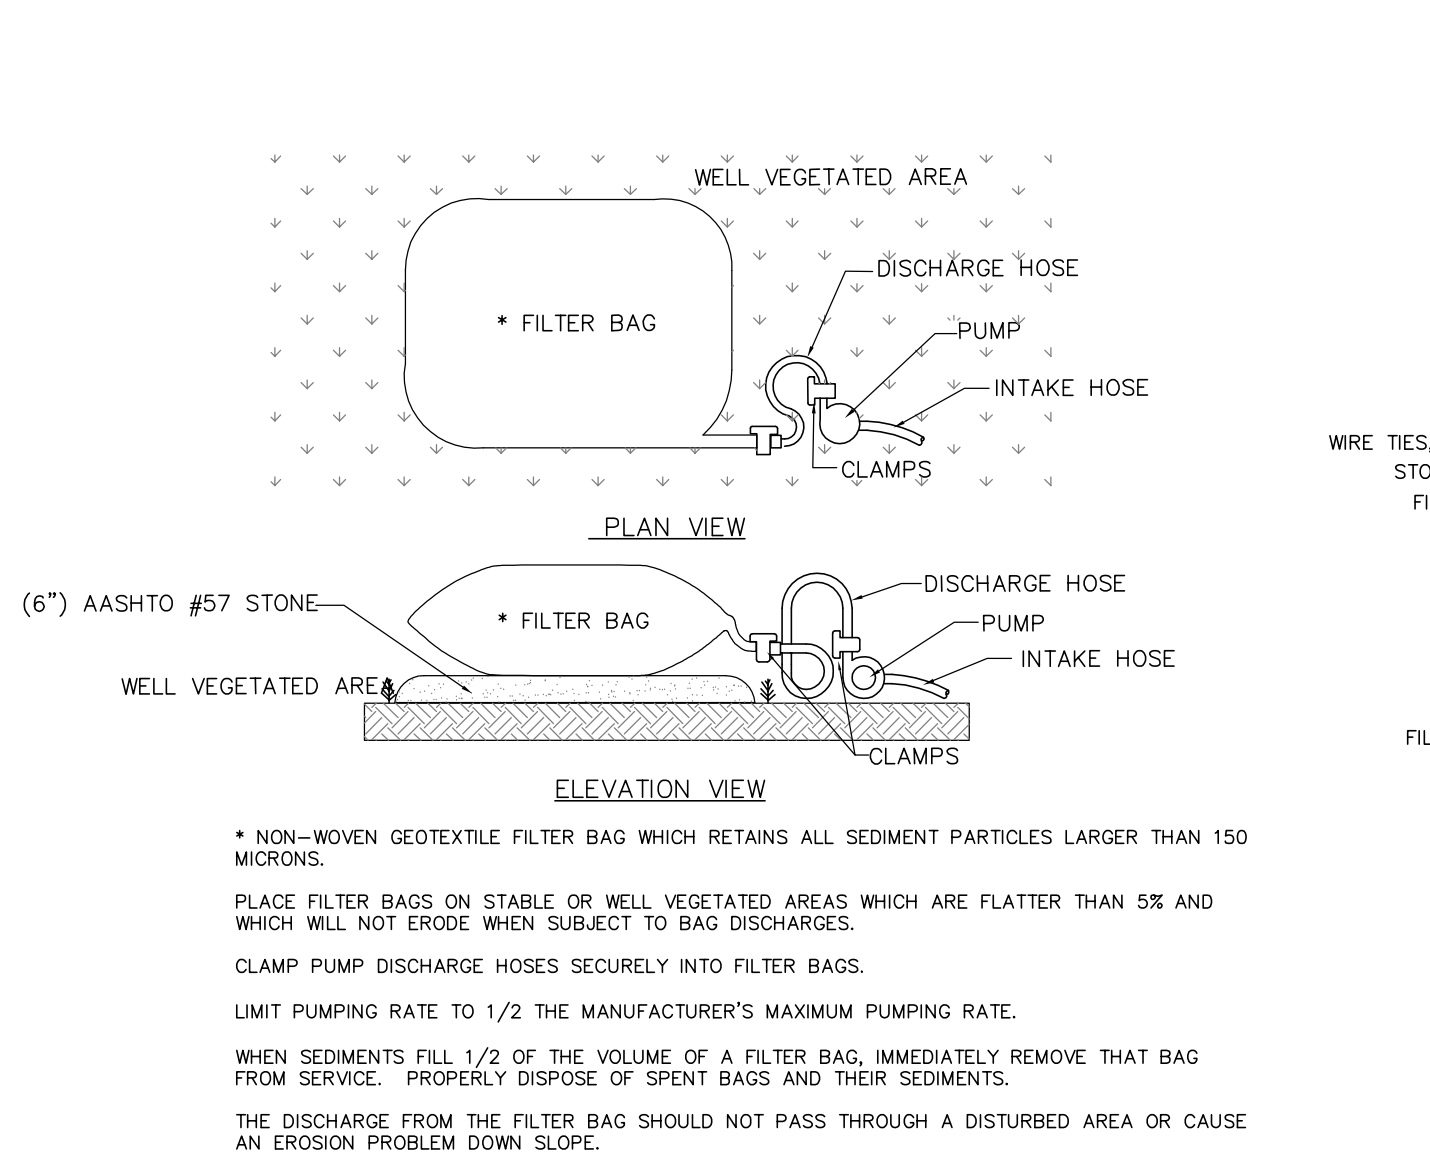 WELL VEGETATED AREA
DISCHARGE HOSE
* FILTER BAG
PUMP
INTAKE HOSE
CLAMPS
PLAN VIEW
WIRE TIES,
STO
FI
DISCHARGE HOSE
(6") AASHTO #57 STONE
* FILTER BAG
PUMP
INTAKE HOSE
WELL VEGETATED AREA
FIL
CLAMPS
ELEVATION VIEW
* NON-WOVEN GEOTEXTILE FILTER BAG WHICH RETAINS ALL SEDIMENT PARTICLES LARGER THAN 150
MICRONS.
PLACE FILTER BAGS ON STABLE OR WELL VEGETATED AREAS WHICH ARE FLATTER THAN 5% AND
WHICH WILL NOT ERODE WHEN SUBJECT TO BAG DISCHARGES.
CLAMP PUMP DISCHARGE HOSES SECURELY INTO FILTER BAGS.
LIMIT PUMPING RATE TO 1/2 THE MANUFACTURER'S MAXIMUM PUMPING RATE.
WHEN SEDIMENTS FILL 1/2 OF THE VOLUME OF A FILTER BAG, IMMEDIATELY REMOVE THAT BAG
FROM SERVICE. PROPERLY DISPOSE OF SPENT BAGS AND THEIR SEDIMENTS.
THE DISCHARGE FROM THE FILTER BAG SHOULD NOT PASS THROUGH A DISTURBED AREA OR CAUSE
AN EROSION PROBLEM DOWN SLOPE.